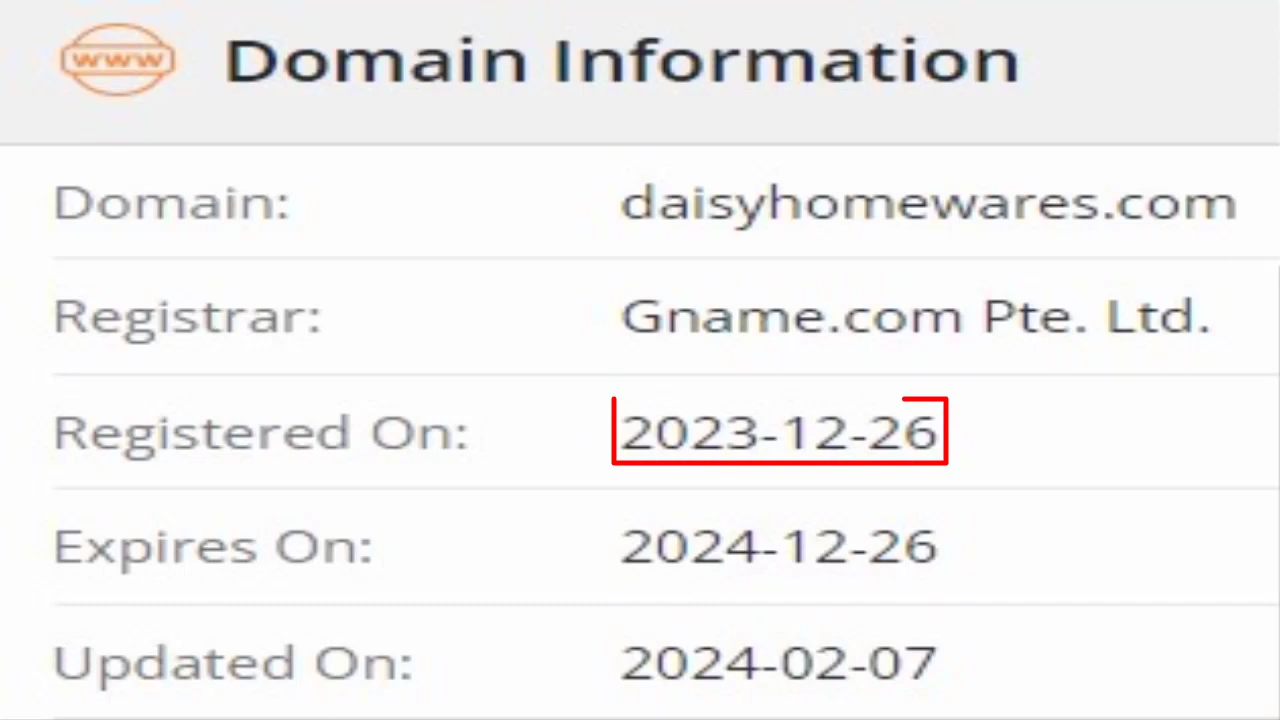 www Domain Information
Domain: daisyhomewares.com
Registrar: Gname.com Pte. Ltd.
Registered On: 2023-12-26
Expires On: 2024-12-26
Updated On: 2024-02-07